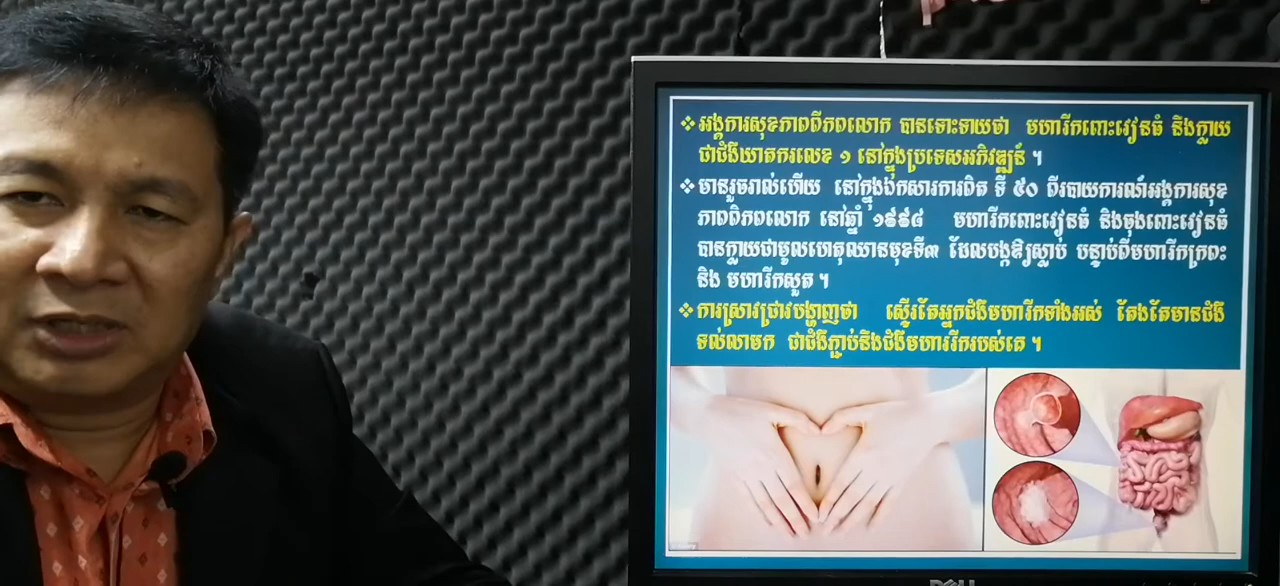 ❖ អង្គការសុខភាពពិភពលោក បានទោះទាយថា មហារីកពោះវៀនធំ និងក្លាយ
ជាជំងឺឃាតករលេខ ១ នៅក្នុងប្រទេសអភិវឌ្ឍន៍ ។
❖ មានរួចរាល់ហើយ នៅក្នុងឯកសារការពិត ទី ៩០ ពីរបាយការណ៍អង្គការសុខ
ភាពពិភពលោក នៅឆ្នាំ ១៩៩៨ មហារីកពោះវៀនធំ និងចុងពោះវៀនធំ
បានក្លាយជាមូលហេតុឈានមុខទី៣ ដែលបង្កឱ្យស្លាប់ បន្ទាប់ពីមហារីកក្រពះ
និង មហារីកសួត ។
❖ ការស្រាវជ្រាវបង្ហាញថា ស្ទើរតែអ្នកជំងឺមហារីកទាំងអស់ តែងតែមានជំងឺ
ទល់លាមក ជាជំងឺភ្ជាប់នឹងជំងឺមហារីករបស់គេ ។
DELL